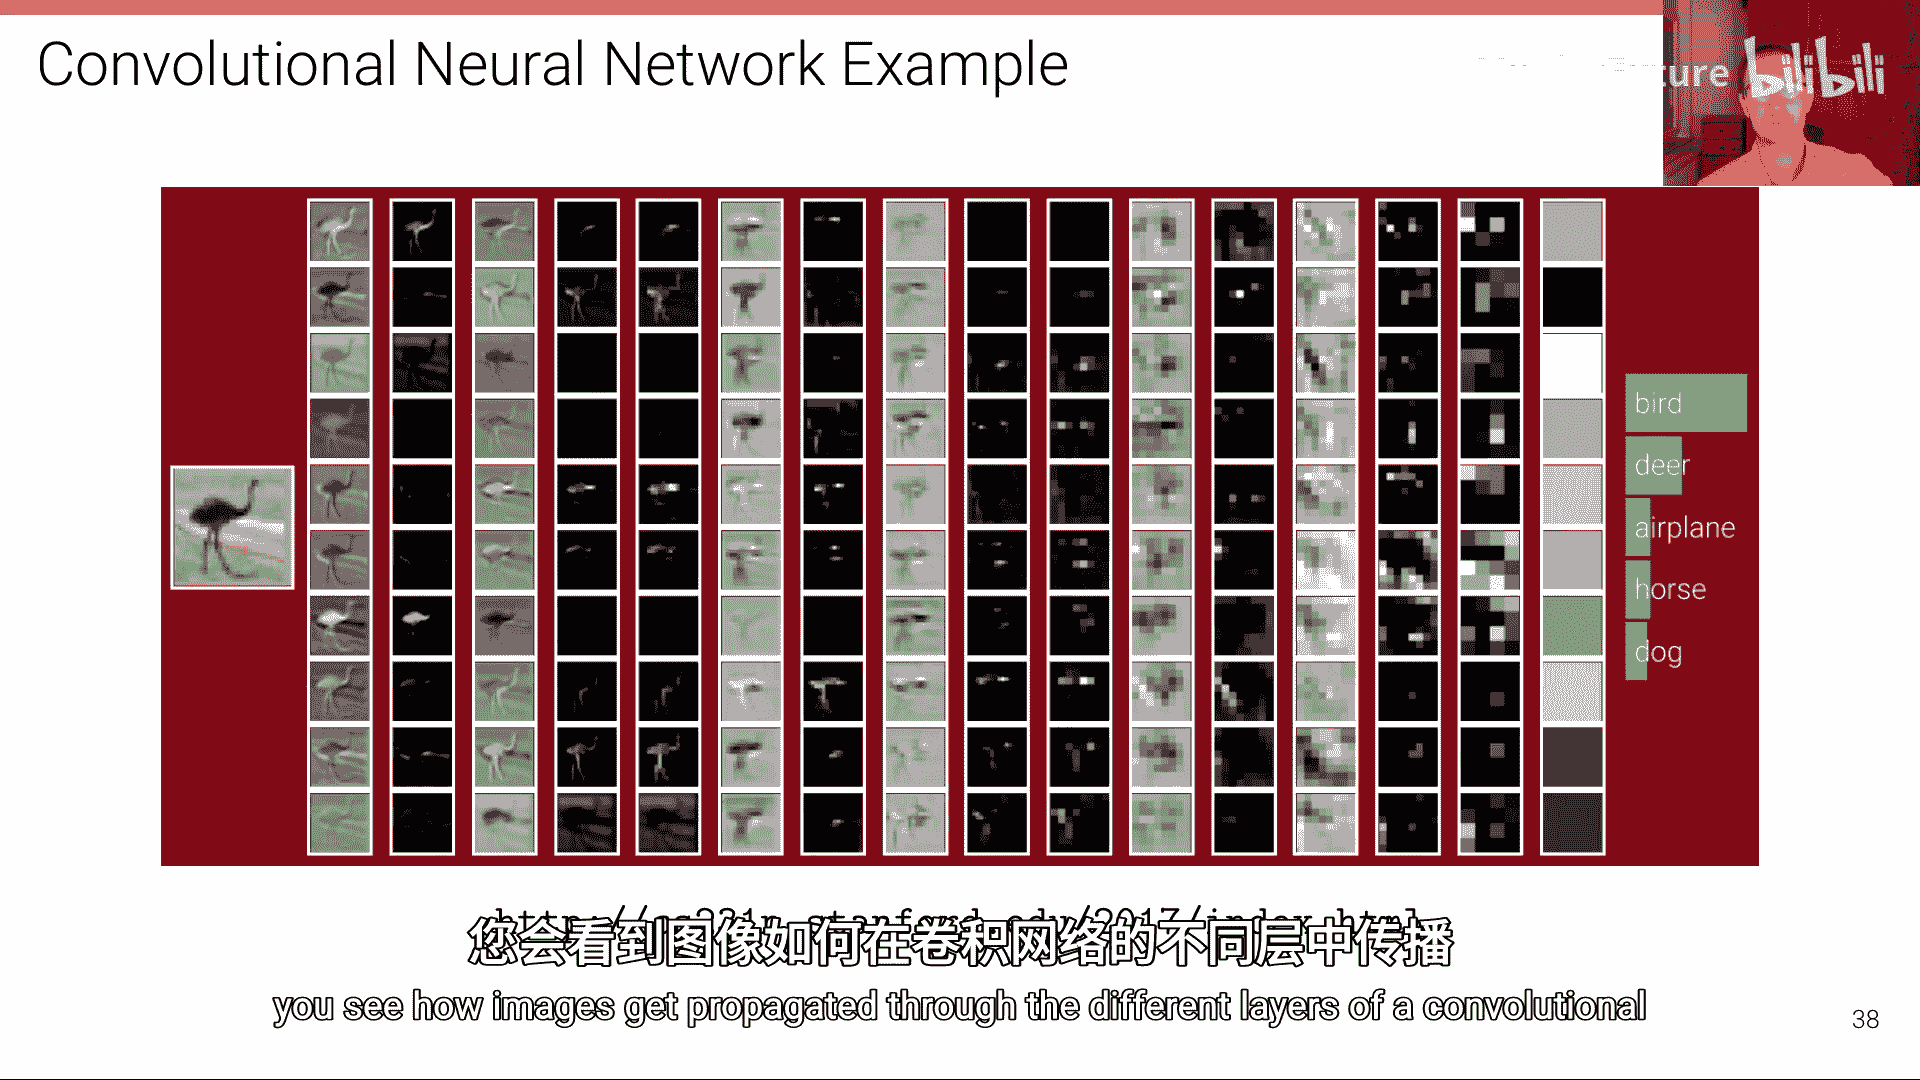 Convolutional Neural Network Example
ture bilibili
bird
deer
airplane
horse
dog
您会看到图像如何在卷积网络的不同层中传播
you see how images get propagated through the different layers of a convolutional
38